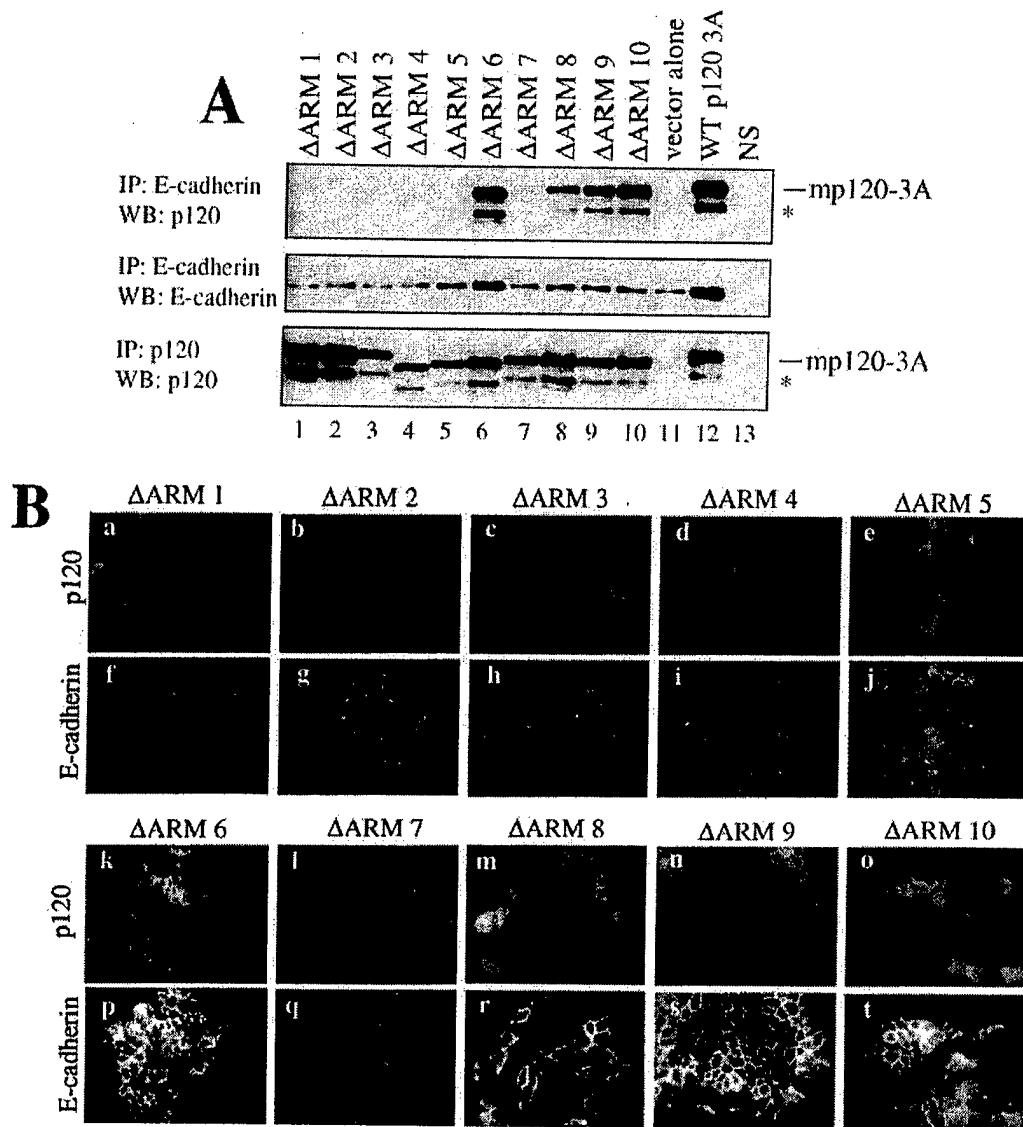 A
ΔARM 1
ΔARM 2
ΔARM 3
ΔARM 4
ΔARM 5
ΔARM 6
ΔARM 7
ΔARM 8
ΔARM 9
ΔARM 10
vector alone
WT p120 3A
NS
IP: E-cadherin
WB: p120
mp120-3A
*
IP: E-cadherin
WB: E-cadherin
IP: p120
WB: p120
mp120-3A
*
1 2 3 4 5 6 7 8 9 10 11 12 13
B
ΔARM 1 ΔARM 2 ΔARM 3 ΔARM 4 ΔARM 5
p120
a b c d e
E-cadherin
f g h i j
ΔARM 6 ΔARM 7 ΔARM 8 ΔARM 9 ΔARM 10
p120
k l m n o
E-cadherin
p q r s t